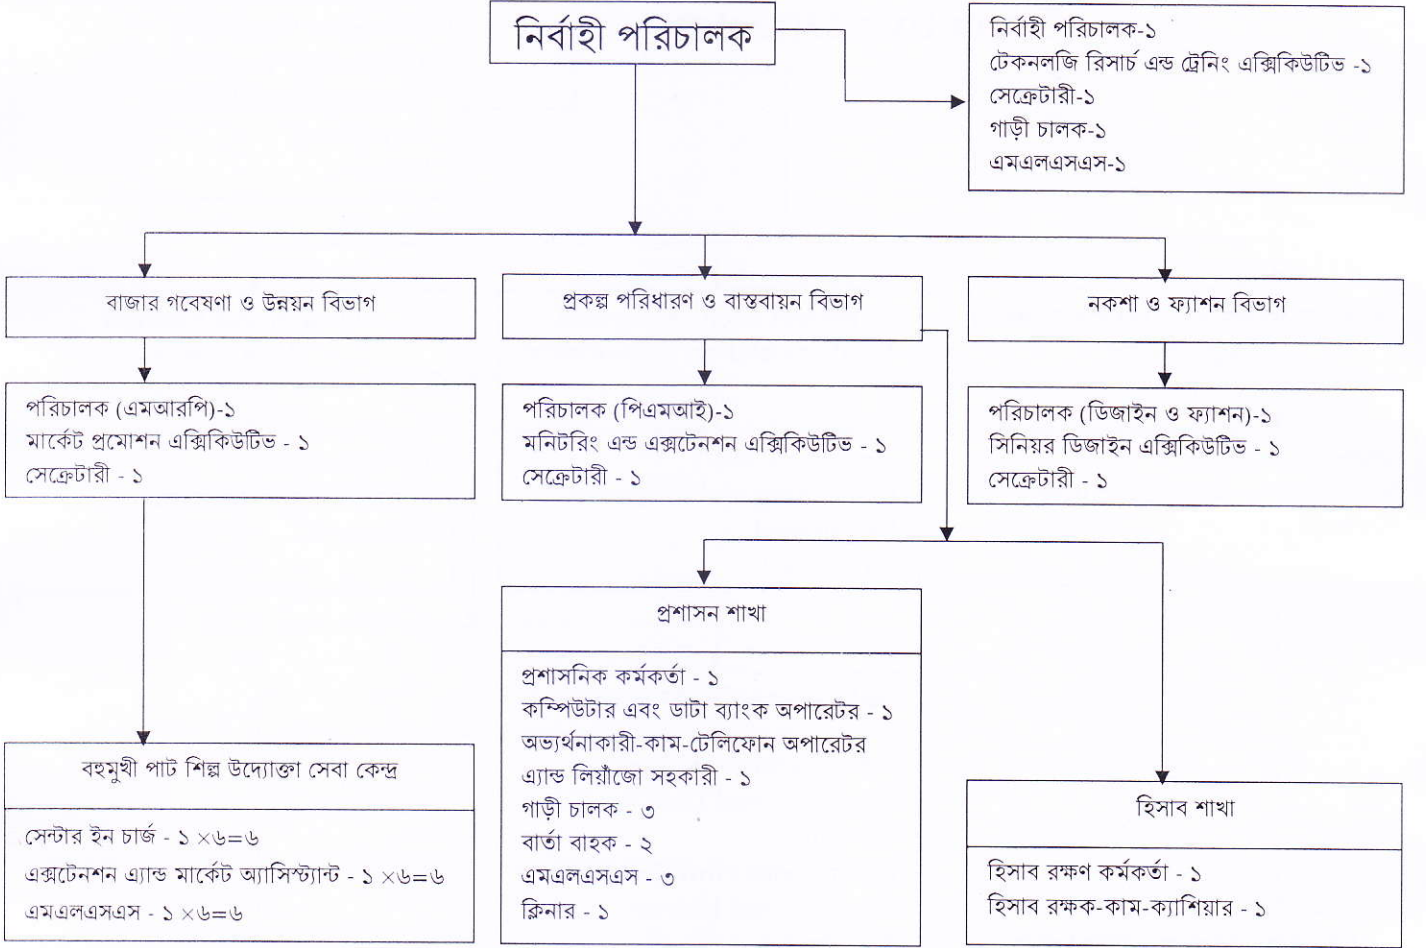 নির্বাহী পরিচালক
নির্বাহী পরিচালক-১
টেকনলজি রিসার্চ এন্ড ট্রেনিং এক্সিকিউটিভ -১
সেক্রেটারী-১
গাড়ী চালক-১
এমএলএসএস-১
বাজার গবেষণা ও উন্নয়ন বিভাগ
প্রকল্প পরিধারণ ও বাস্তবায়ন বিভাগ
নকশা ও ফ্যাশন বিভাগ
পরিচালক (এমআরপি)-১
মার্কেট প্রমোশন এক্সিকিউটিভ - ১
সেক্রেটারী - ১
পরিচালক (পিএমআই)-১
মনিটরিং এন্ড এক্সটেনশন এক্সিকিউটিভ - ১
সেক্রেটারী - ১
পরিচালক (ডিজাইন ও ফ্যাশন)-১
সিনিয়র ডিজাইন এক্সিকিউটিভ - ১
সেক্রেটারী - ১
প্রশাসন শাখা
প্রশাসনিক কর্মকর্তা - ১
কম্পিউটার এবং ডাটা ব্যাংক অপারেটর - ১
অভ্যর্থনাকারী-কাম-টেলিফোন অপারেটর
এ্যান্ড লিয়াঁজো সহকারী - ১
গাড়ী চালক - ৩
বার্তা বাহক - ২
এমএলএসএস - ৩
ক্লিনার - ১
বহুমুখী পাট শিল্প উদ্যোক্তা সেবা কেন্দ্র
সেন্টার ইন চার্জ - ১ ×৬=৬
এক্সটেনশন এ্যান্ড মার্কেট অ্যাসিস্ট্যান্ট - ১ ×৬=৬
এমএলএসএস - ১ ×৬=৬
হিসাব শাখা
হিসাব রক্ষণ কর্মকর্তা - ১
হিসাব রক্ষক-কাম-ক্যাশিয়ার - ১